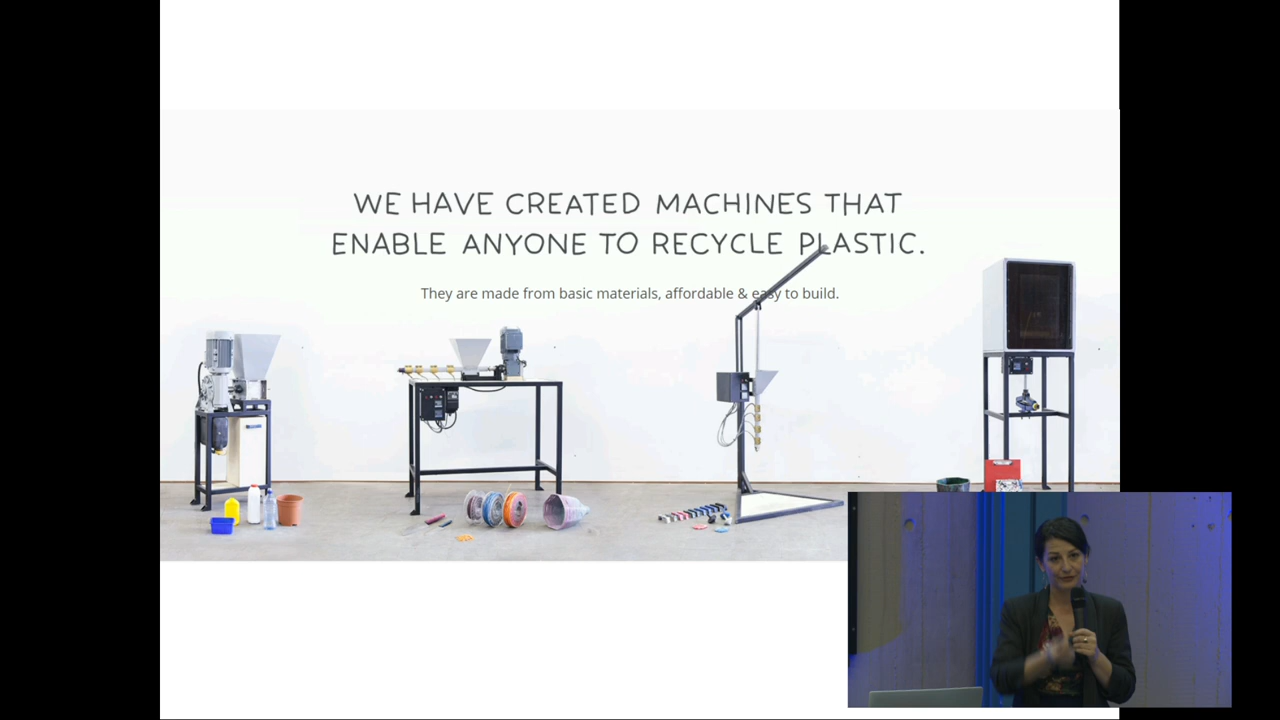 WE HAVE CREATED MACHINES THAT
ENABLE ANYONE TO RECYCLE PLASTIC.
They are made from basic materials, affordable & easy to build.